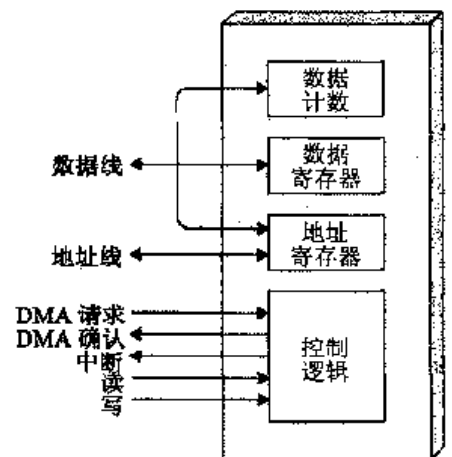 数据
计数
数据线
数据
寄存器
地址线
地址
寄存器
DMA 请求
DMA 确认
中断
读
写
控制
逻辑